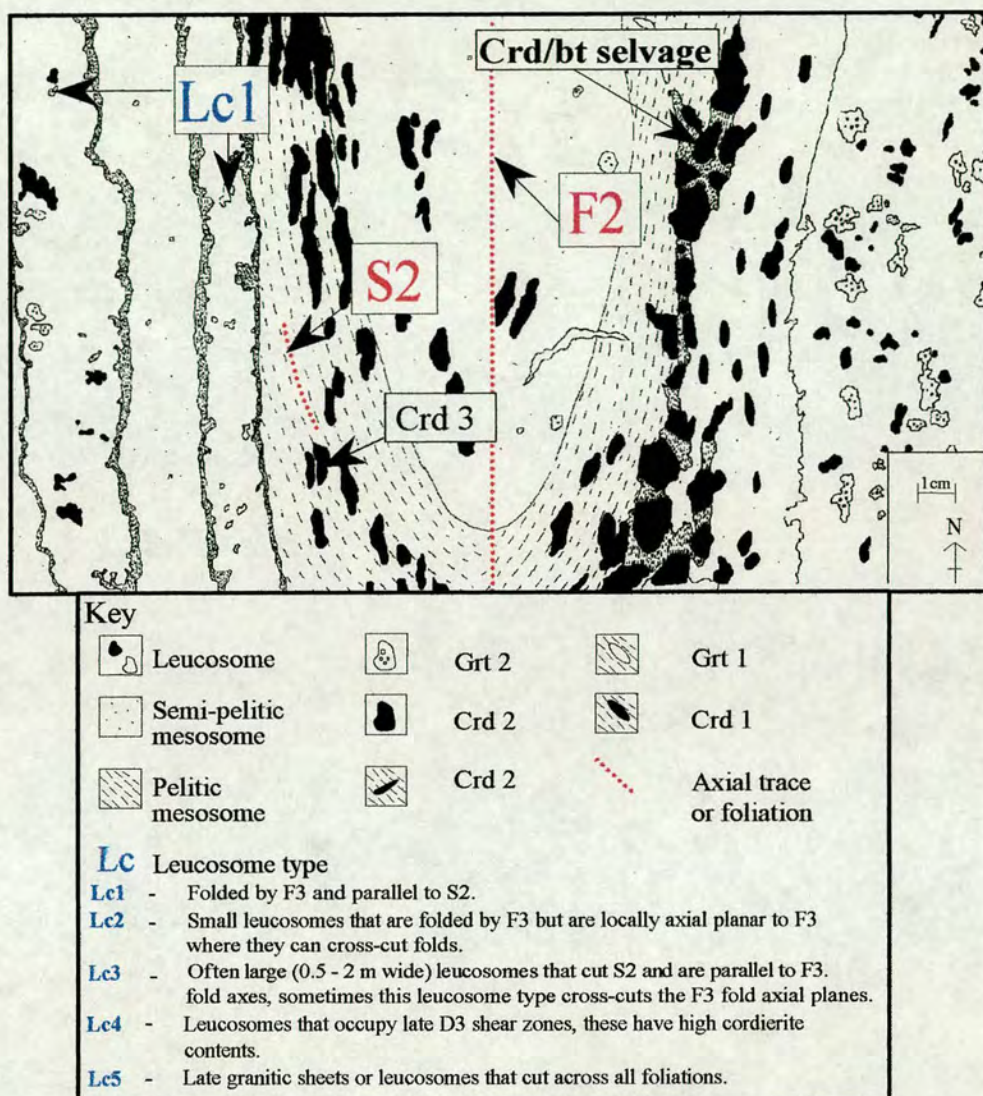 Crd/bt selvage
Lc1
F2
S2
Crd 3
1cm
N
Key
Leucosome
Grt 2
Grt 1
Semi-pelitic
mesosome
Crd 2
Crd 1
Pelitic
mesosome
Crd 2
Axial trace
or foliation
Lc Leucosome type
Lc1 - Folded by F3 and parallel to S2.
Lc2 - Small leucosomes that are folded by F3 but are locally axial planar to F3
where they can cross-cut folds.
Lc3 - Often large (0.5 - 2 m wide) leucosomes that cut S2 and are parallel to F3.
fold axes, sometimes this leucosome type cross-cuts the F3 fold axial planes.
Lc4 - Leucosomes that occupy late D3 shear zones, these have high cordierite
contents.
Lc5 - Late granitic sheets or leucosomes that cut across all foliations.